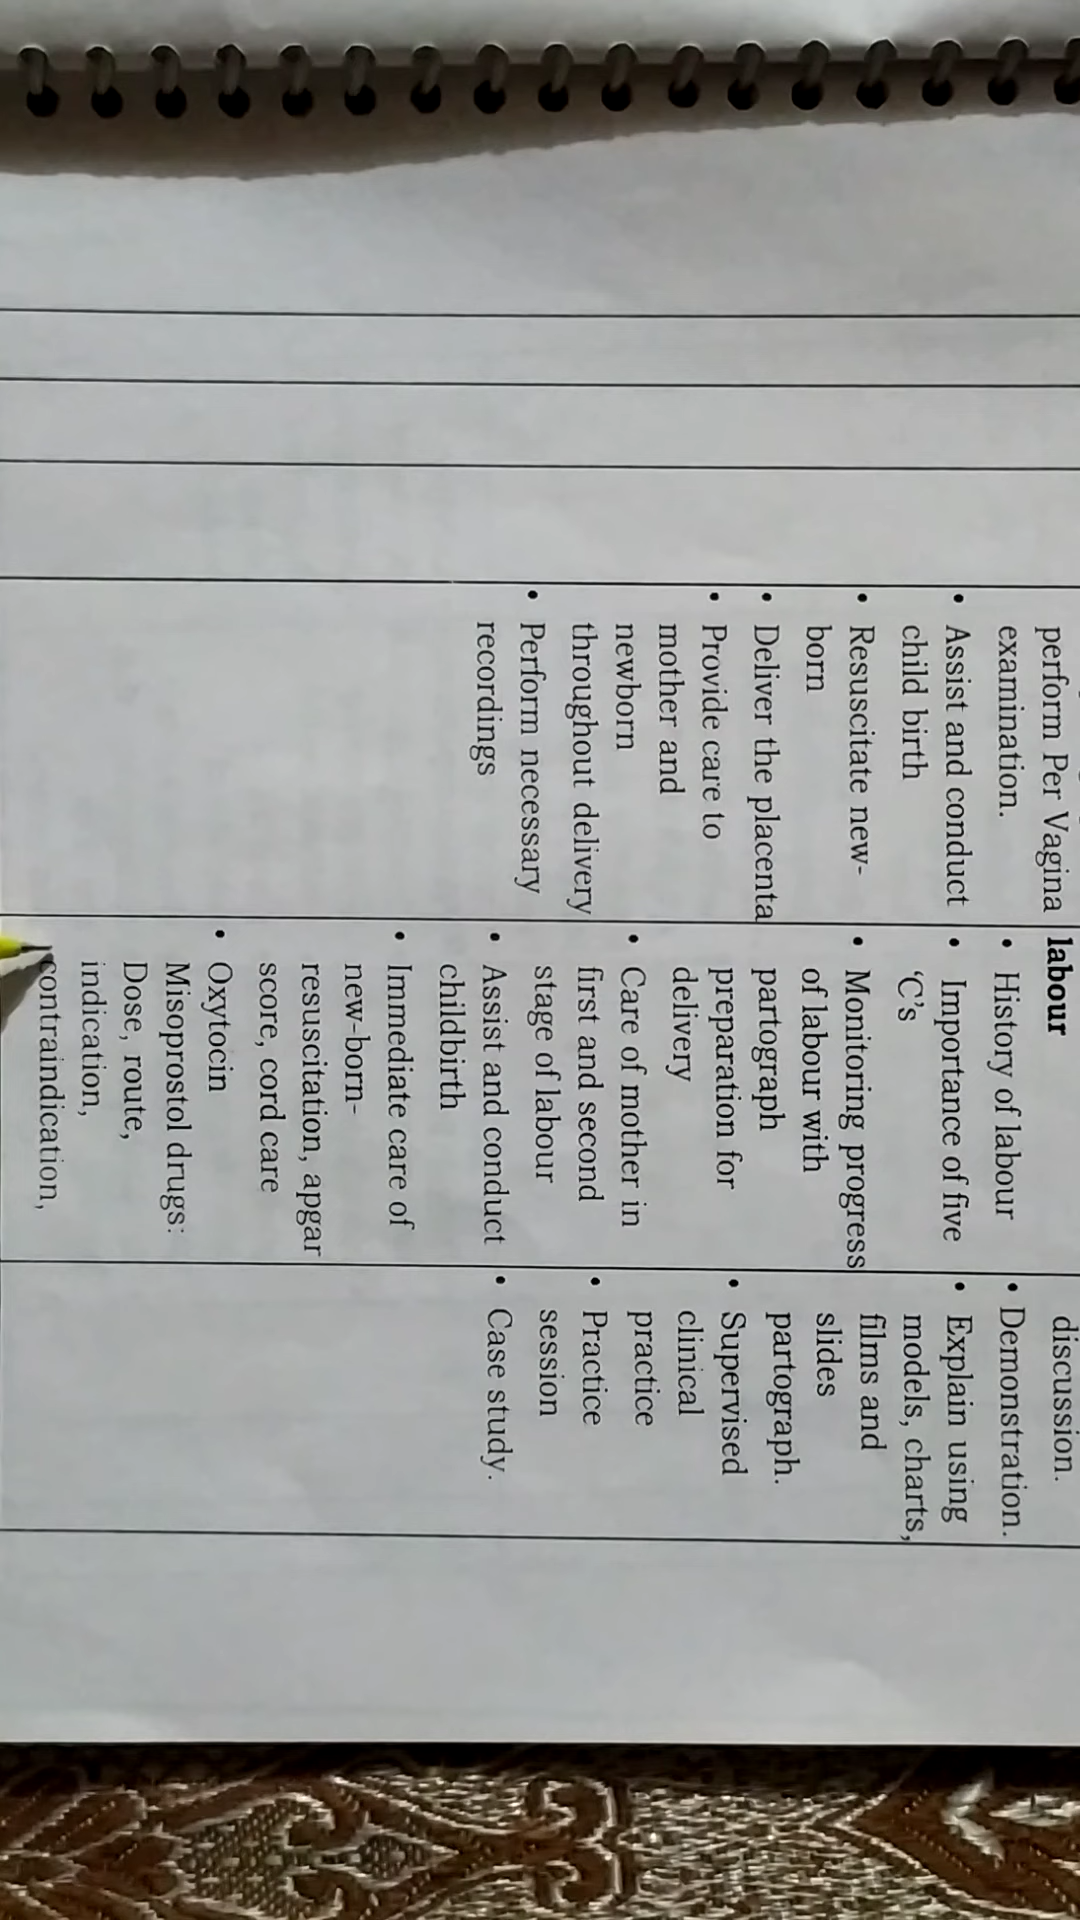 perform Per Vagina
examination.
• Assist and conduct
child birth
• Resuscitate new-
born
• Deliver the placenta
• Provide care to
mother and
newborn
throughout delivery
• Perform necessary
recordings
labour
• History of labour
• Importance of five
‘C’s
• Monitoring progress
of labour with
partograph
preparation for
delivery
• Care of mother in
first and second
stage of labour
• Assist and conduct
childbirth
• Immediate care of
new-born-
resuscitation, apgar
score, cord care
• Oxytocin
Misoprostol drugs:
Dose, route,
indication,
contraindication,
discussion.
• Demonstration.
• Explain using
models, charts,
films and
slides
partograph.
• Supervised
clinical
practice
• Practice
session
• Case study.